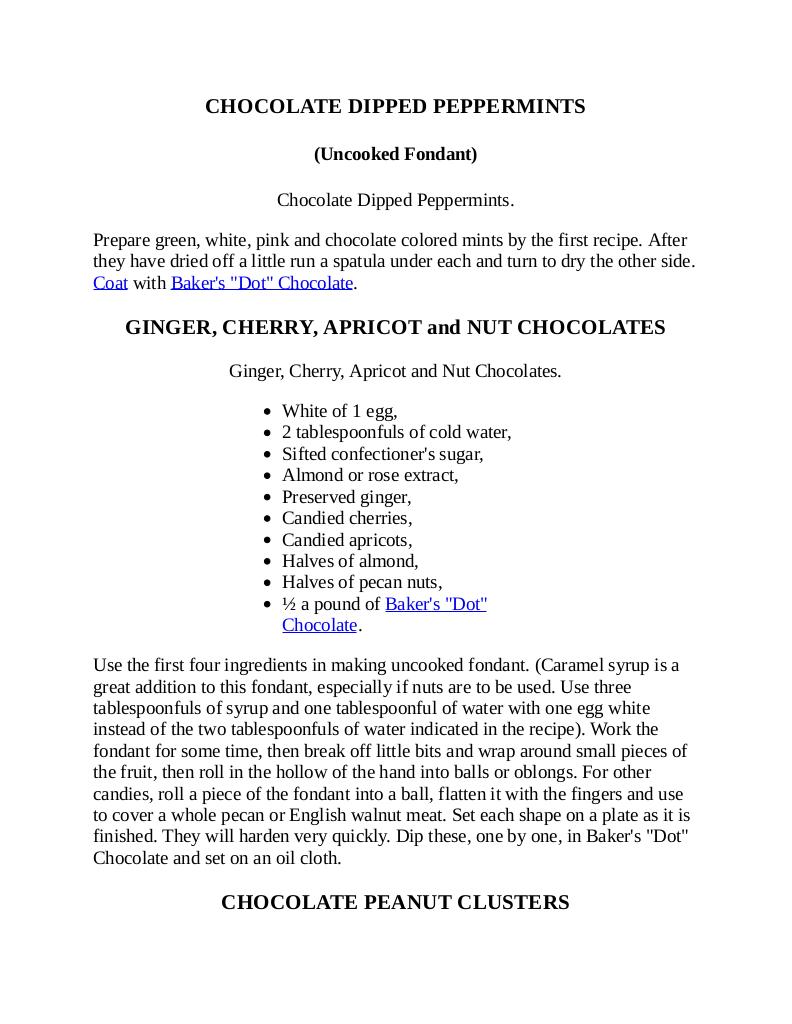 CHOCOLATE DIPPED PEPPERMINTS
(Uncooked Fondant)
Chocolate Dipped Peppermints.
Prepare green, white, pink and chocolate colored mints by the first recipe. After
they have dried off a little run a spatula under each and turn to dry the other side.
Coat with Baker's "Dot" Chocolate.
GINGER, CHERRY, APRICOT and NUT CHOCOLATES
Ginger, Cherry, Apricot and Nut Chocolates.
• White of 1 egg,
• 2 tablespoonfuls of cold water,
• Sifted confectioner's sugar,
• Almond or rose extract,
• Preserved ginger,
• Candied cherries,
• Candied apricots,
• Halves of almond,
• Halves of pecan nuts,
• ½ a pound of Baker's "Dot"
Chocolate.
Use the first four ingredients in making uncooked fondant. (Caramel syrup is a
great addition to this fondant, especially if nuts are to be used. Use three
tablespoonfuls of syrup and one tablespoonful of water with one egg white
instead of the two tablespoonfuls of water indicated in the recipe). Work the
fondant for some time, then break off little bits and wrap around small pieces of
the fruit, then roll in the hollow of the hand into balls or oblongs. For other
candies, roll a piece of the fondant into a ball, flatten it with the fingers and use
to cover a whole pecan or English walnut meat. Set each shape on a plate as it is
finished. They will harden very quickly. Dip these, one by one, in Baker's "Dot"
Chocolate and set on an oil cloth.
CHOCOLATE PEANUT CLUSTERS